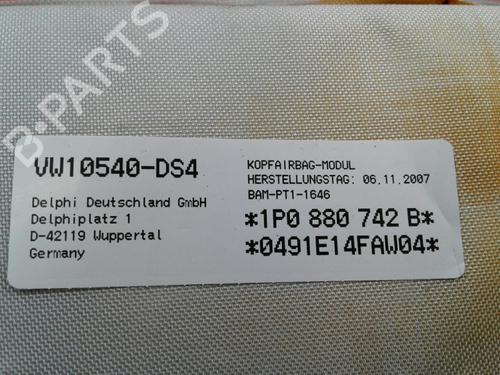 B-PARTS
VW10540-DS4
Delphi Deutschland GmbH
Delphiplatz 1
D-42119 Wuppertal
Germany
KOPFAIRBAG-MODUL
HERSTELLUNGSTAG: 06.11.2007
BAM-PT1-1646
*1P0 880 742 B*
*0491E14FAW04*